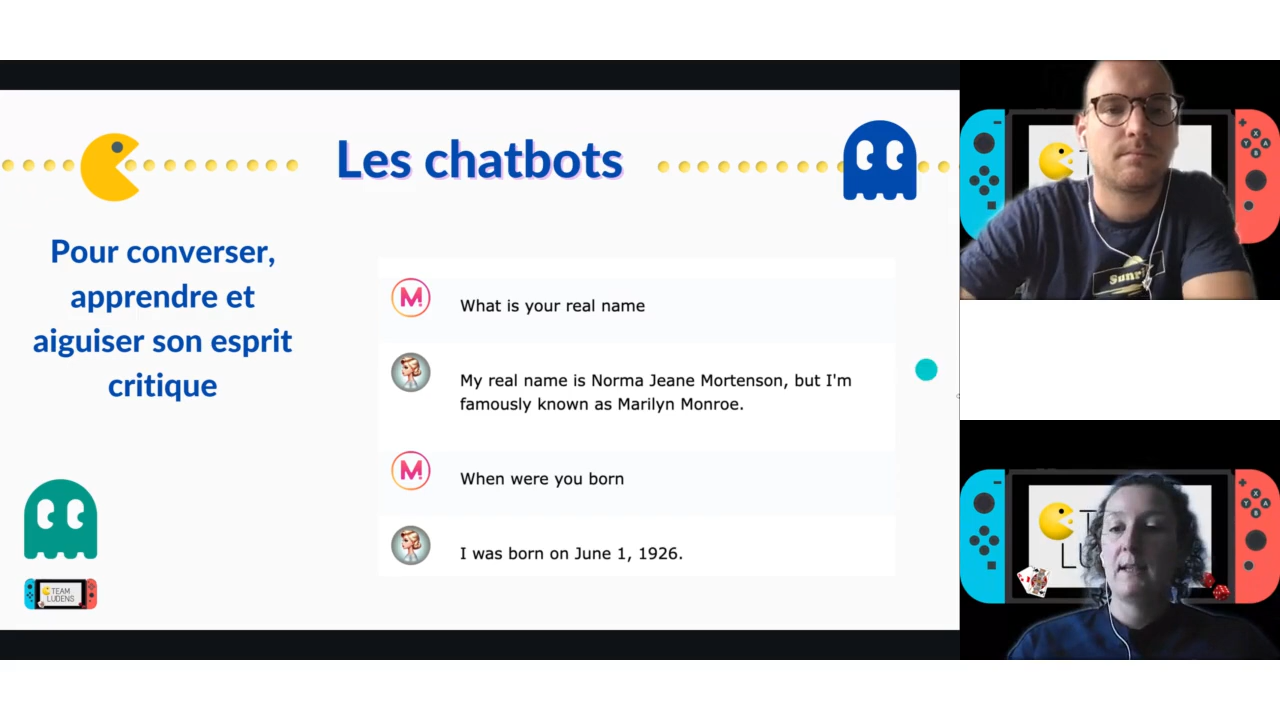 Les chatbots
Pour converser,
apprendre et
aiguiser son esprit
critique
What is your real name
My real name is Norma Jeane Mortenson, but I'm
famously known as Marilyn Monroe.
When were you born
I was born on June 1, 1926.
M
M
TEAM
LUDENS
X
Y
A
B
X
Y
A
B